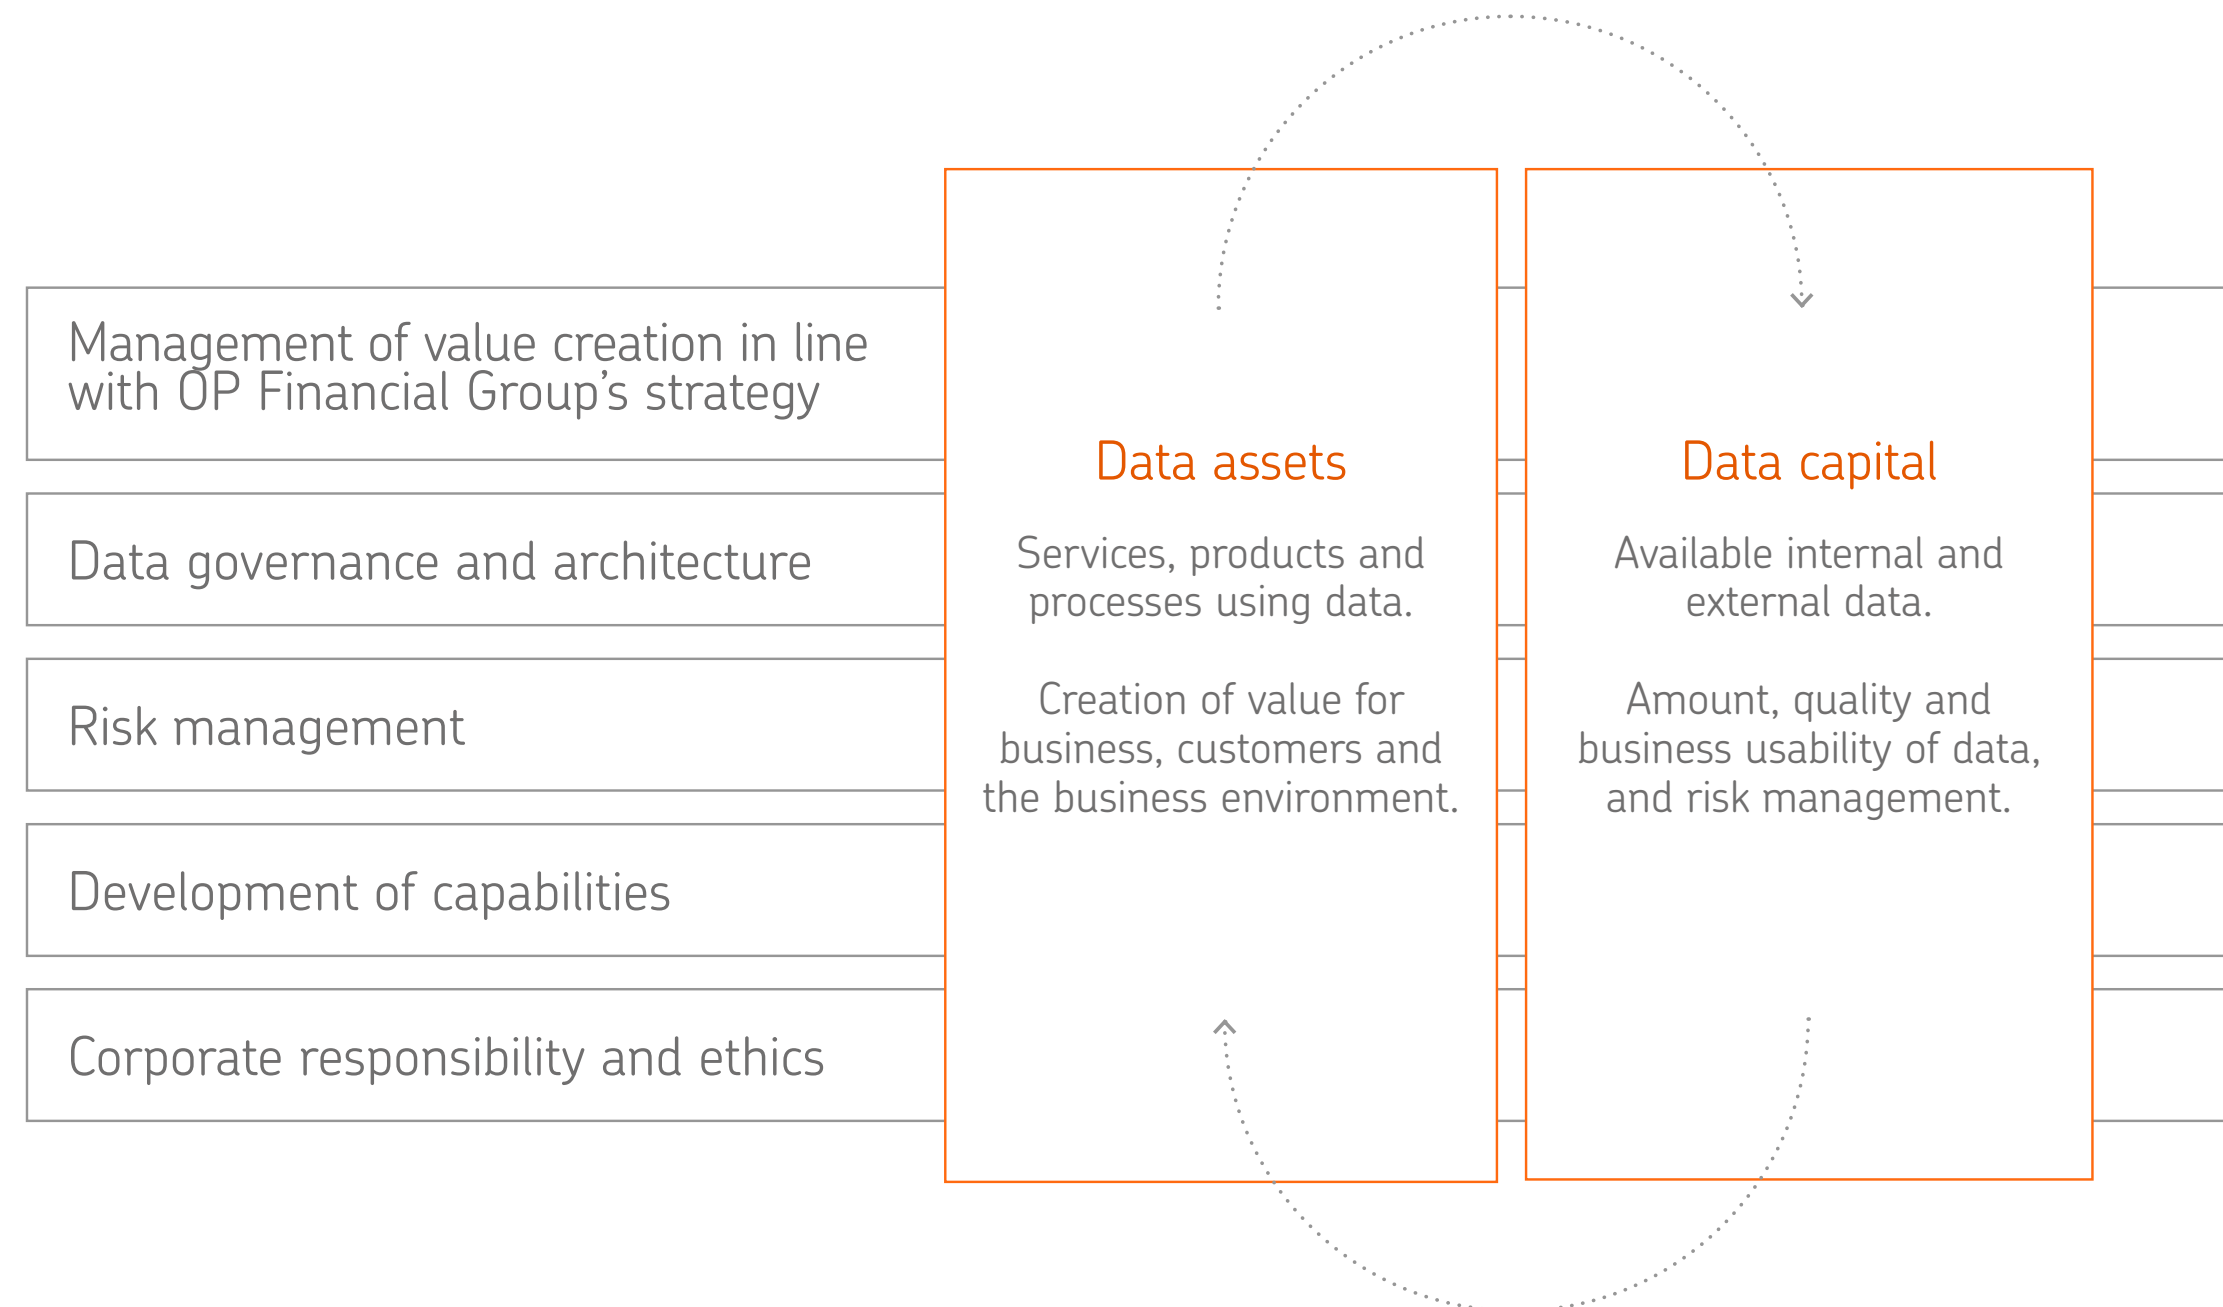 Management of value creation in line
with OP Financial Group’s strategy
Data governance and architecture
Risk management
Development of capabilities
Corporate responsibility and ethics
Data assets
Services, products and
processes using data.
Creation of value for
business, customers and
the business environment.
Data capital
Available internal and
external data.
Amount, quality and
business usability of data,
and risk management.